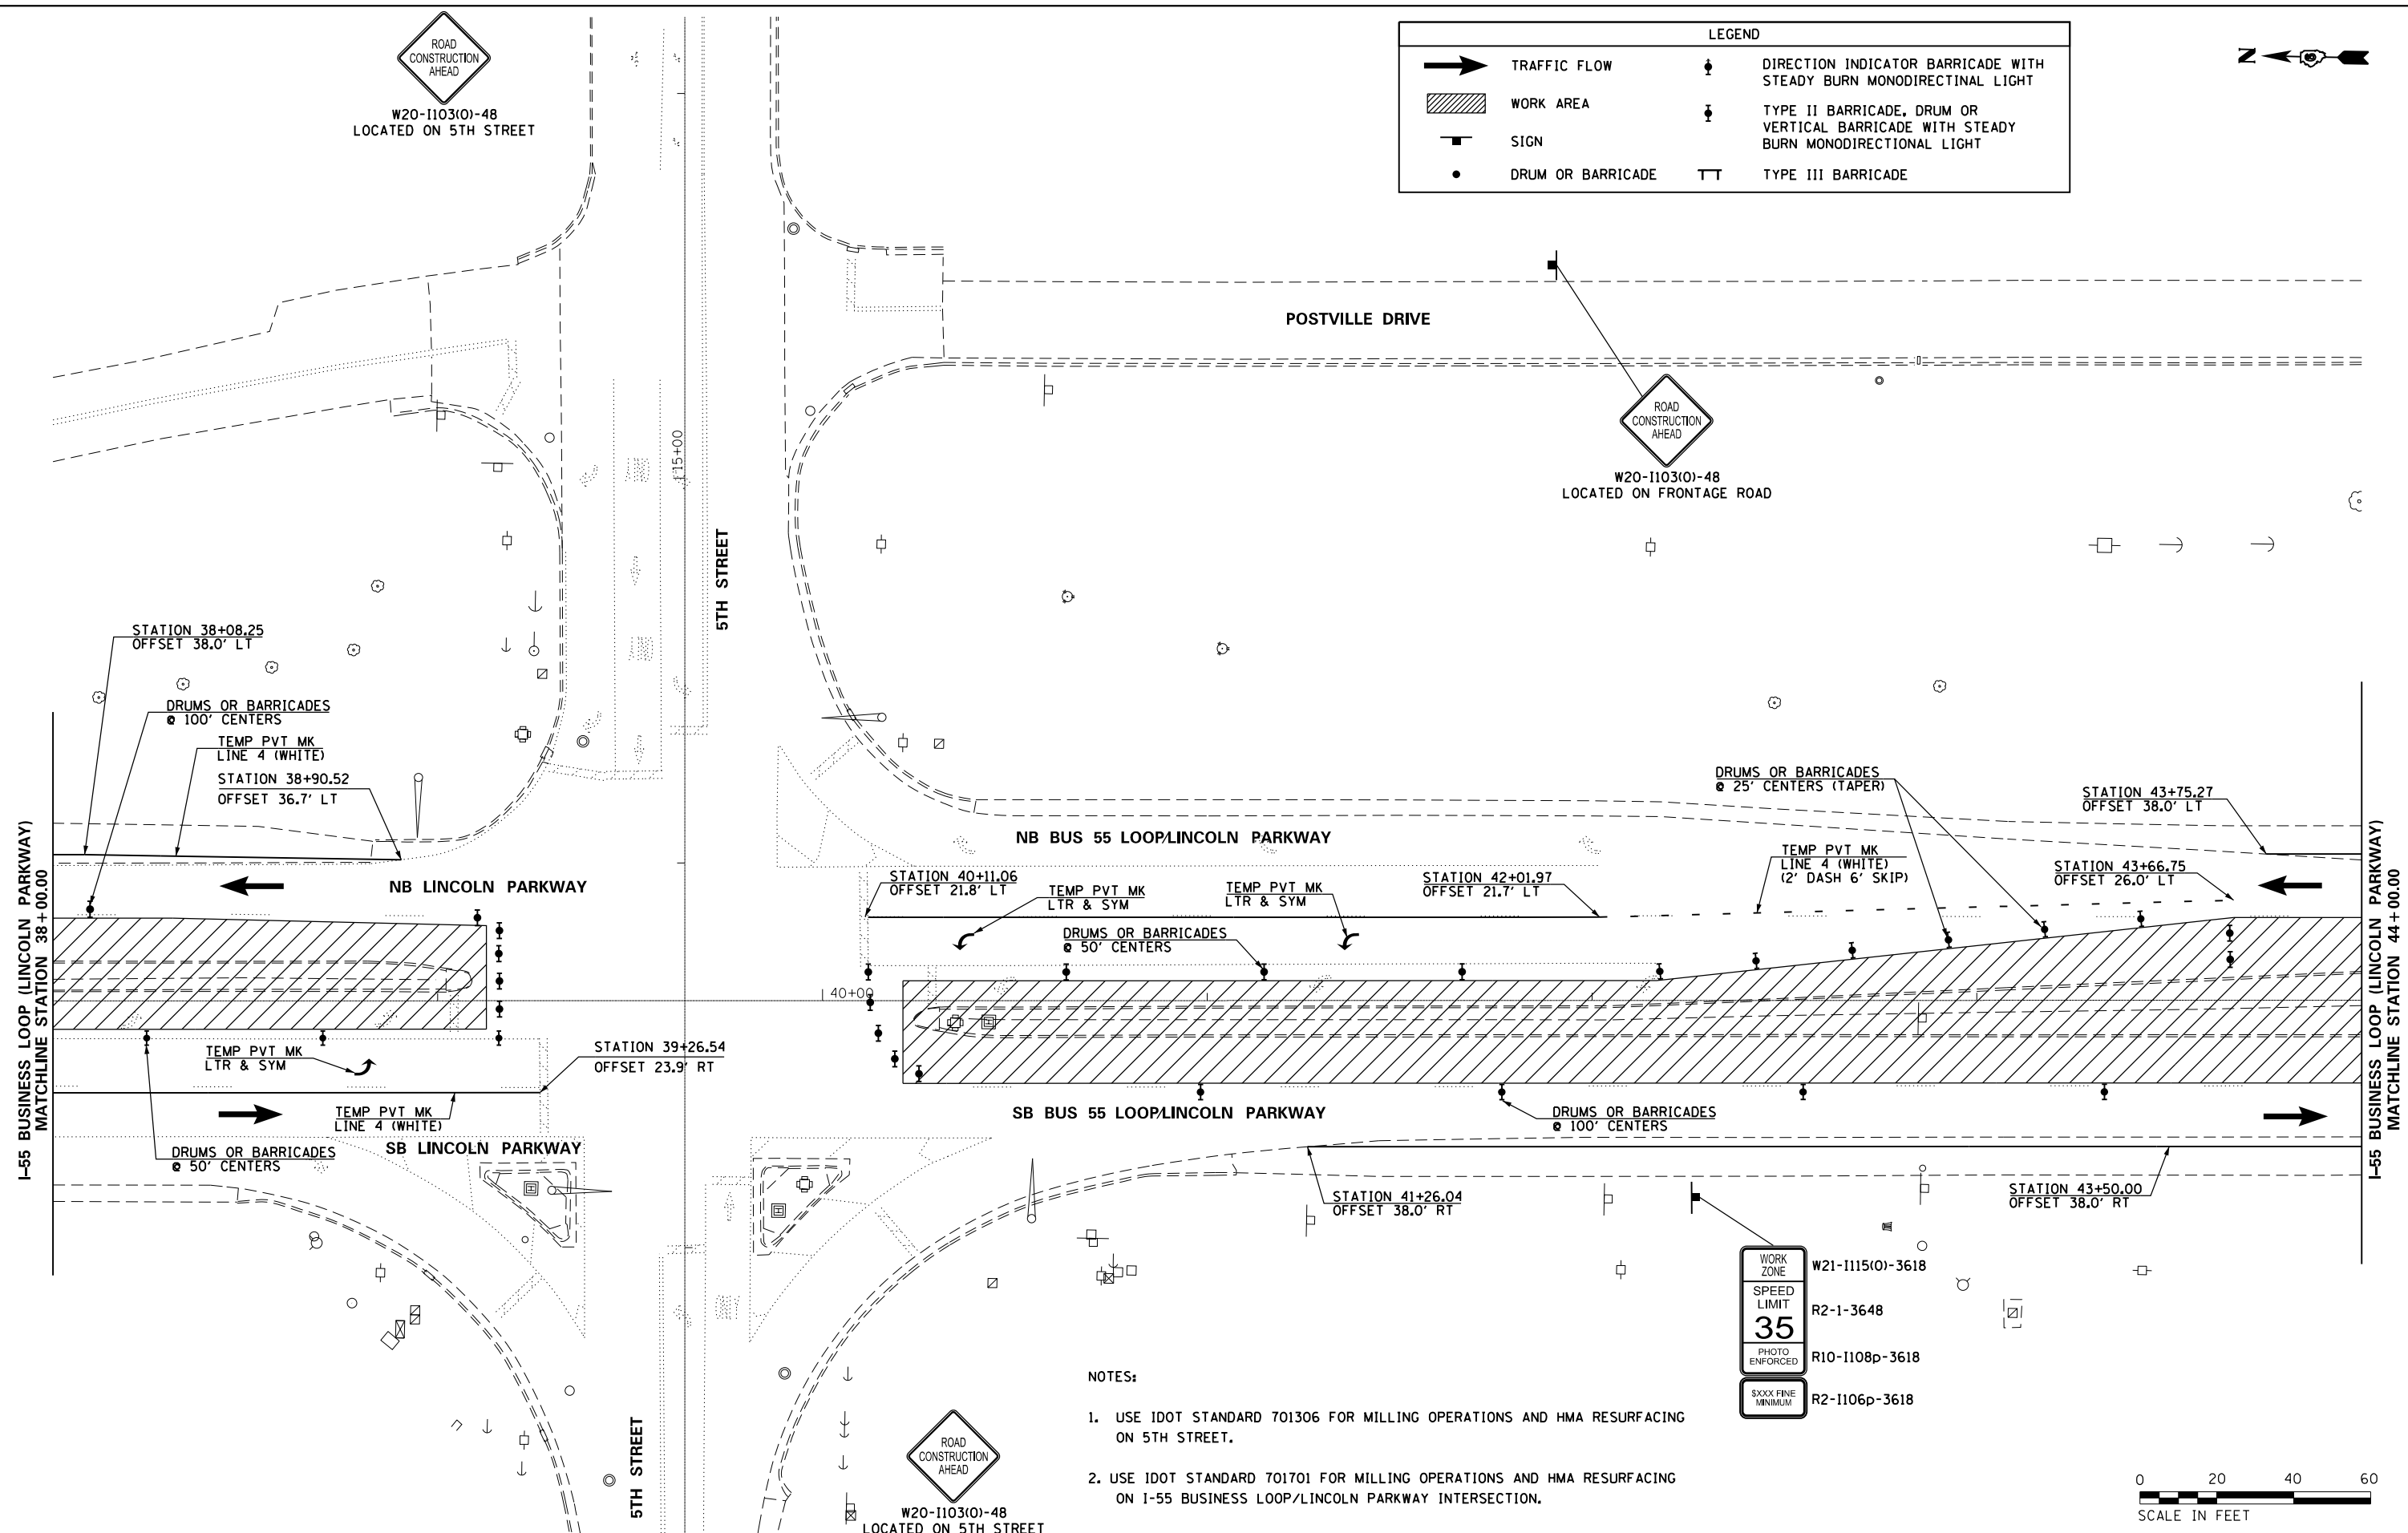 ROAD
CONSTRUCTION
AHEAD
W20-I103(O)-48
LOCATED ON 5TH STREET
LEGEND
TRAFFIC FLOW
WORK AREA
SIGN
DRUM OR BARRICADE
DIRECTION INDICATOR BARRICADE WITH
STEADY BURN MONODIRECTINAL LIGHT
TYPE II BARRICADE, DRUM OR
VERTICAL BARRICADE WITH STEADY
BURN MONODIRECTIONAL LIGHT
TYPE III BARRICADE
N
POSTVILLE DRIVE
ROAD
CONSTRUCTION
AHEAD
W20-I103(O)-48
LOCATED ON FRONTAGE ROAD
115+00
5TH STREET
ONLY
ONLY
STATION 38+08.25
OFFSET 38.0' LT
DRUMS OR BARRICADES
@ 100' CENTERS
TEMP PVT MK
LINE 4 (WHITE)
STATION 38+90.52
OFFSET 36.7' LT
I-55 BUSINESS LOOP (LINCOLN PARKWAY)
MATCHLINE STATION 38+00.00
NB LINCOLN PARKWAY
NB BUS 55 LOOP/LINCOLN PARKWAY
STATION 40+11.06
OFFSET 21.8' LT
TEMP PVT MK
LTR & SYM
TEMP PVT MK
LTR & SYM
STATION 42+01.97
OFFSET 21.7' LT
DRUMS OR BARRICADES
@ 50' CENTERS
DRUMS OR BARRICADES
@ 25' CENTERS (TAPER)
TEMP PVT MK
LINE 4 (WHITE)
(2' DASH 6' SKIP)
STATION 43+75.27
OFFSET 38.0' LT
STATION 43+66.75
OFFSET 26.0' LT
I-55 BUSINESS LOOP (LINCOLN PARKWAY)
MATCHLINE STATION 44+00.00
40+00
TEMP PVT MK
LTR & SYM
STATION 39+26.54
OFFSET 23.9' RT
TEMP PVT MK
LINE 4 (WHITE)
SB LINCOLN PARKWAY
DRUMS OR BARRICADES
@ 50' CENTERS
SB BUS 55 LOOP/LINCOLN PARKWAY
DRUMS OR BARRICADES
@ 100' CENTERS
STATION 41+26.04
OFFSET 38.0' RT
STATION 43+50.00
OFFSET 38.0' RT
ONLY
WORK
ZONE
W21-I115(O)-3618
SPEED
LIMIT
35
R2-1-3648
PHOTO
ENFORCED
R10-I108p-3618
$XXX FINE
MINIMUM
R2-I106p-3618
5TH STREET
ROAD
CONSTRUCTION
AHEAD
W20-I103(O)-48
LOCATED ON 5TH STREET
NOTES:
1. USE IDOT STANDARD 701306 FOR MILLING OPERATIONS AND HMA RESURFACING
ON 5TH STREET.
2. USE IDOT STANDARD 701701 FOR MILLING OPERATIONS AND HMA RESURFACING
ON I-55 BUSINESS LOOP/LINCOLN PARKWAY INTERSECTION.
0 20 40 60
SCALE IN FEET